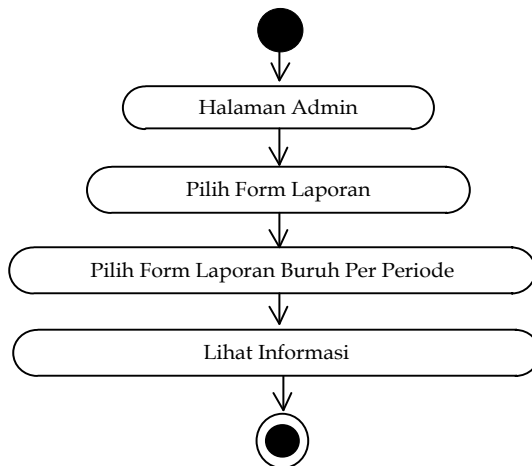 Halaman Admin
Pilih Form Laporan
Pilih Form Laporan Buruh Per Periode
Lihat Informasi